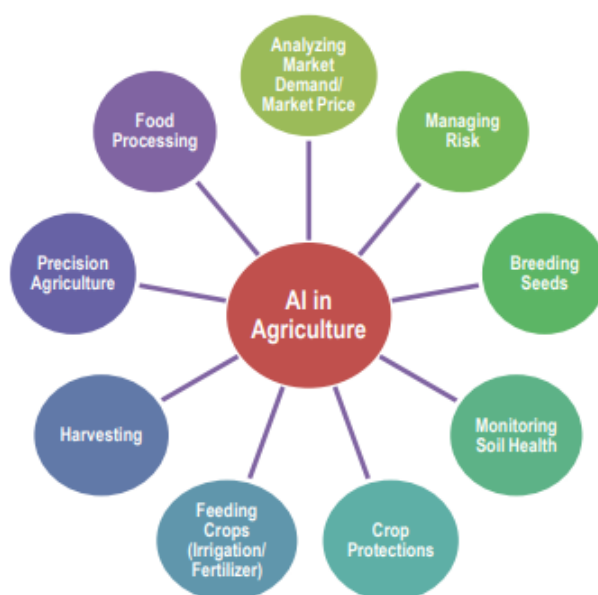 Analyzing
Market
Demand/
Market Price
Managing
Risk
Breeding
Seeds
Monitoring
Soil Health
Crop
Protections
Feeding
Crops
(Irrigation/
Fertilizer)
Harvesting
Precision
Agriculture
Food
Processing
AI in
Agriculture